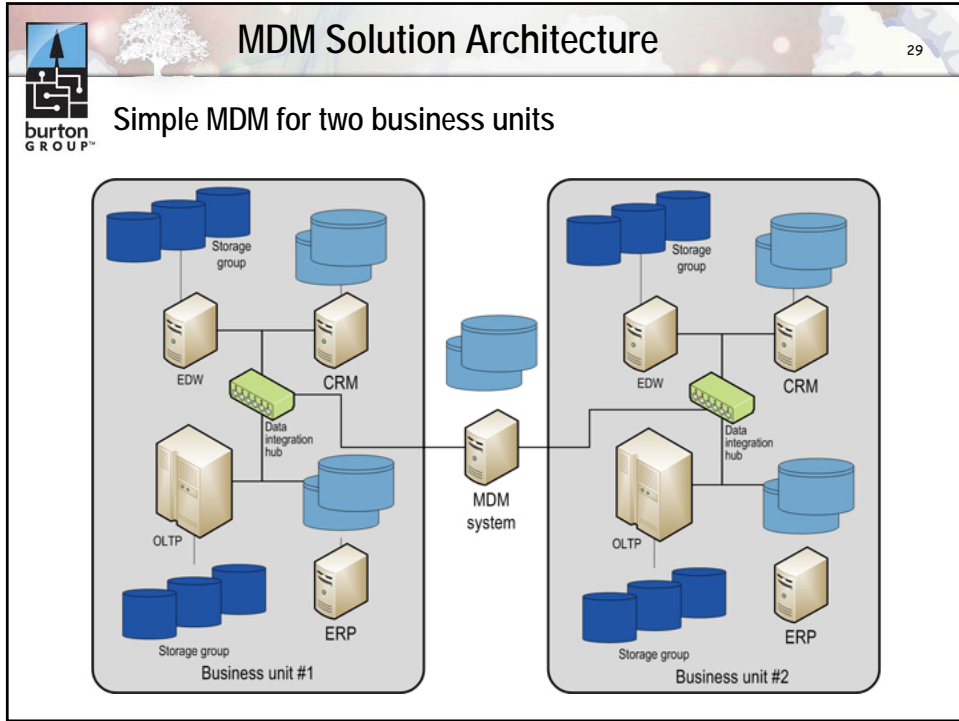 MDM Solution Architecture
29
burton
GROUP™
Simple MDM for two business units
Storage
group
EDW
CRM
Data
integration
hub
OLTP
ERP
Storage group
Business unit #1
MDM
system
Storage
group
EDW
CRM
Data
integration
hub
OLTP
ERP
Storage group
Business unit #2